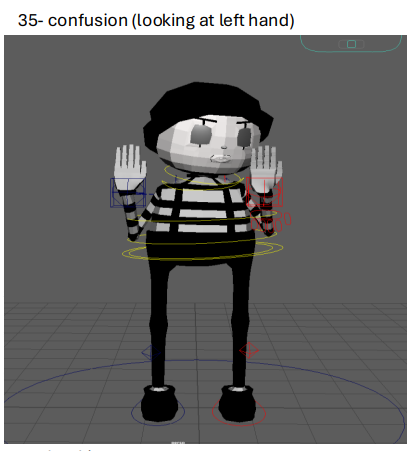 35- confusion (looking at left hand)